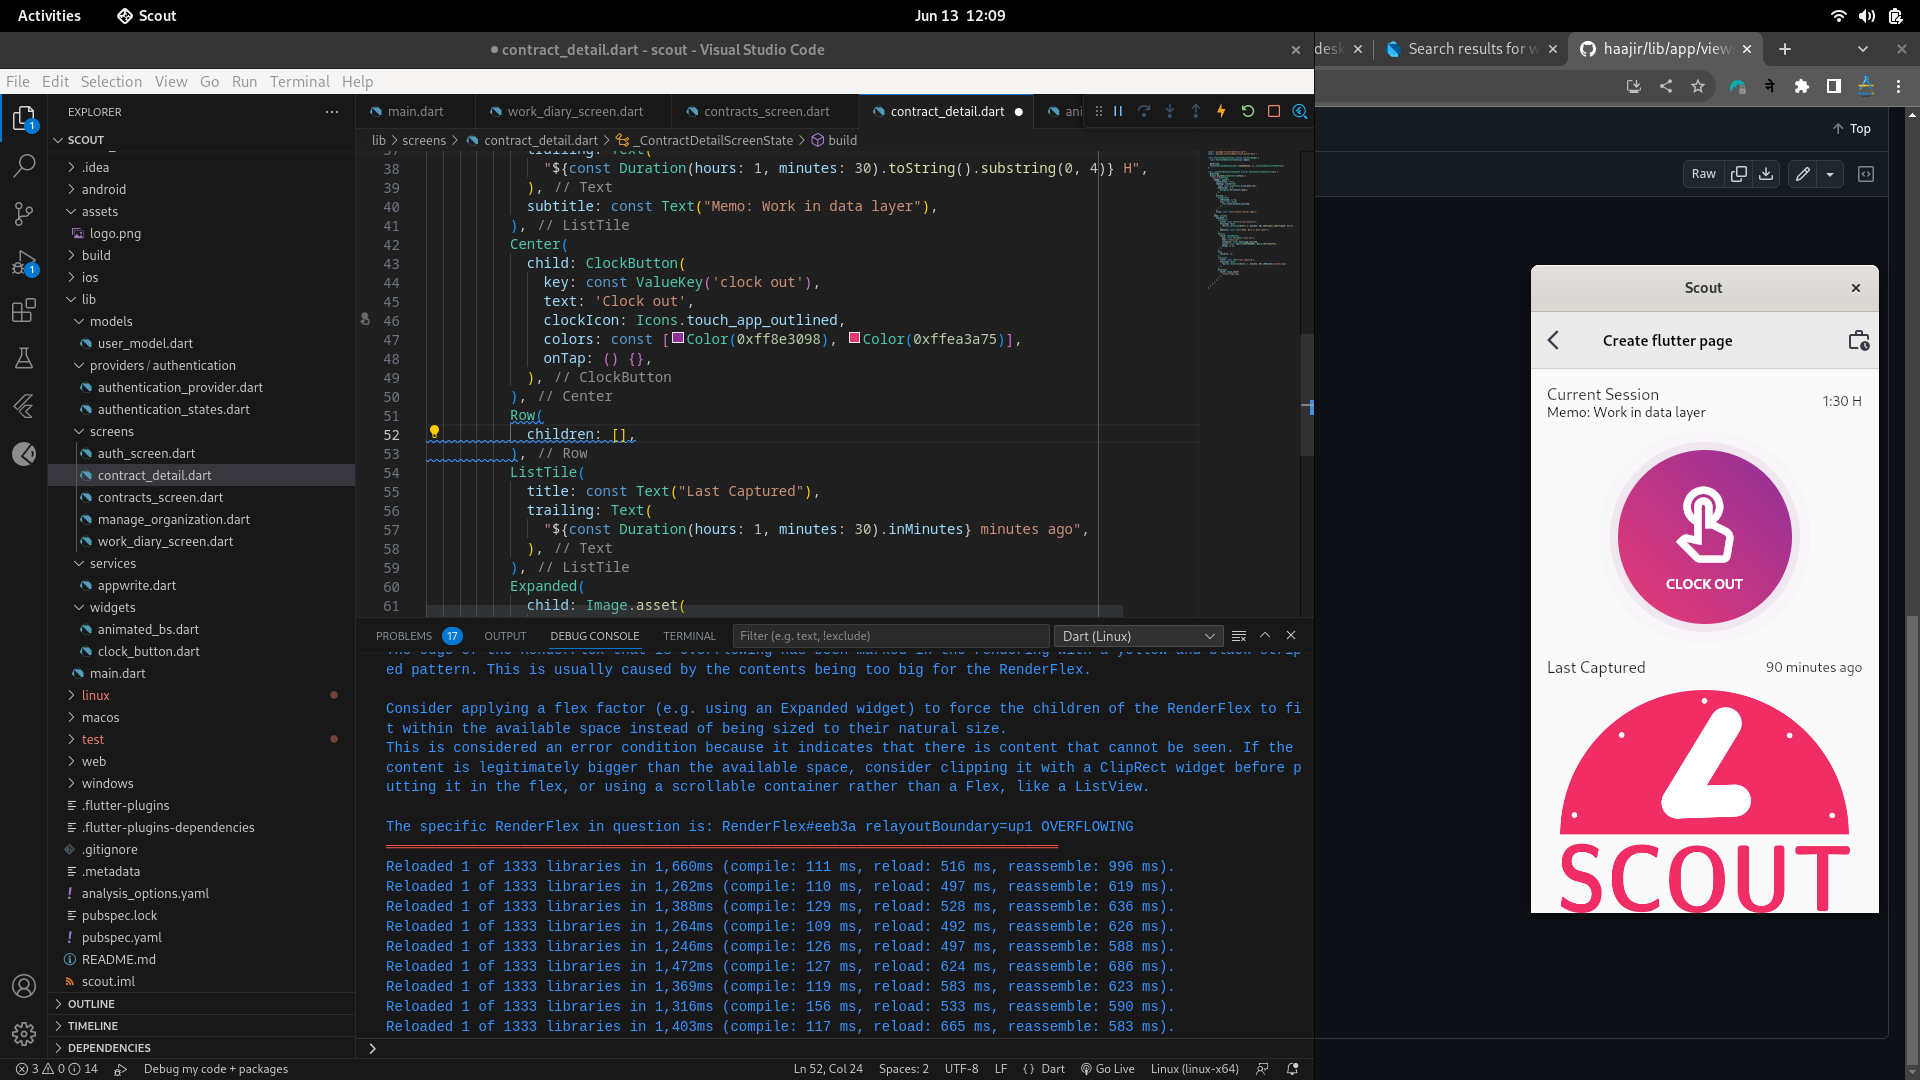 Activities
Scout
Jun 13 12:09
contract_detail.dart - scout - Visual Studio Code
File Edit Selection View Go Run Terminal Help
EXPLORER
SCOUT
.idea
android
assets
logo.png
build
ios
lib
models
user_model.dart
providers / authentication
authentication_provider.dart
authentication_states.dart
screens
auth_screen.dart
contract_detail.dart
contracts_screen.dart
manage_organization.dart
work_diary_screen.dart
services
appwrite.dart
widgets
animated_bs.dart
clock_button.dart
main.dart
linux
macos
test
web
windows
.flutter-plugins
.flutter-plugins-dependencies
.gitignore
.metadata
analysis_options.yaml
pubspec.lock
pubspec.yaml
README.md
scout.iml
OUTLINE
TIMELINE
DEPENDENCIES
1
1
main.dart work_diary_screen.dart contracts_screen.dart contract_detail.dart ani
lib > screens > contract_detail.dart > _ContractDetailScreenState > build
37 trailing: Text(
38 "${const Duration(hours: 1, minutes: 30).toString().substring(0, 4)} H",
39 ), // Text
40 subtitle: const Text("Memo: Work in data layer"),
41 ), // ListTile
42 Center(
43 child: ClockButton(
44 key: const ValueKey('clock out'),
45 text: 'Clock out',
46 clockIcon: Icons.touch_app_outlined,
47 colors: const [Color(0xff8e3098), Color(0xffea3a75)],
48 onTap: () {},
49 ), // ClockButton
50 ), // Center
51 Row(
52 children: [],
53 ), // Row
54 ListTile(
55 title: const Text("Last Captured"),
56 trailing: Text(
57 "${const Duration(hours: 1, minutes: 30).inMinutes} minutes ago",
58 ), // Text
59 ), // ListTile
60 Expanded(
61 child: Image.asset(
PROBLEMS 17 OUTPUT DEBUG CONSOLE TERMINAL Filter (e.g. text, !exclude) Dart (Linux)
The edge of the RenderFlex that is overflowing has been marked in the rendering with a yellow and black strip
ed pattern. This is usually caused by the contents being too big for the RenderFlex.
Consider applying a flex factor (e.g. using an Expanded widget) to force the children of the RenderFlex to fi
t within the available space instead of being sized to their natural size.
This is considered an error condition because it indicates that there is content that cannot be seen. If the
content is legitimately bigger than the available space, consider clipping it with a ClipRect widget before p
utting it in the flex, or using a scrollable container rather than a Flex, like a ListView.
The specific RenderFlex in question is: RenderFlex#eeb3a relayoutBoundary=up1 OVERFLOWING
Reloaded 1 of 1333 libraries in 1,660ms (compile: 111 ms, reload: 516 ms, reassemble: 996 ms).
Reloaded 1 of 1333 libraries in 1,262ms (compile: 110 ms, reload: 497 ms, reassemble: 619 ms).
Reloaded 1 of 1333 libraries in 1,388ms (compile: 129 ms, reload: 528 ms, reassemble: 636 ms).
Reloaded 1 of 1333 libraries in 1,264ms (compile: 109 ms, reload: 492 ms, reassemble: 626 ms).
Reloaded 1 of 1333 libraries in 1,246ms (compile: 126 ms, reload: 497 ms, reassemble: 588 ms).
Reloaded 1 of 1333 libraries in 1,472ms (compile: 127 ms, reload: 624 ms, reassemble: 686 ms).
Reloaded 1 of 1333 libraries in 1,369ms (compile: 119 ms, reload: 583 ms, reassemble: 623 ms).
Reloaded 1 of 1333 libraries in 1,316ms (compile: 156 ms, reload: 533 ms, reassemble: 590 ms).
Reloaded 1 of 1333 libraries in 1,403ms (compile: 117 ms, reload: 665 ms, reassemble: 583 ms).
3 0 14 Debug my code + packages Ln 52, Col 24 Spaces: 2 UTF-8 LF { } Dart Go Live Linux (linux-x64)
desk Search results for w haajir/lib/app/view
ने
Top
Raw
Scout
Create flutter page
Current Session
Memo: Work in data layer
1:30 H
CLOCK OUT
Last Captured
90 minutes ago
SCOUT